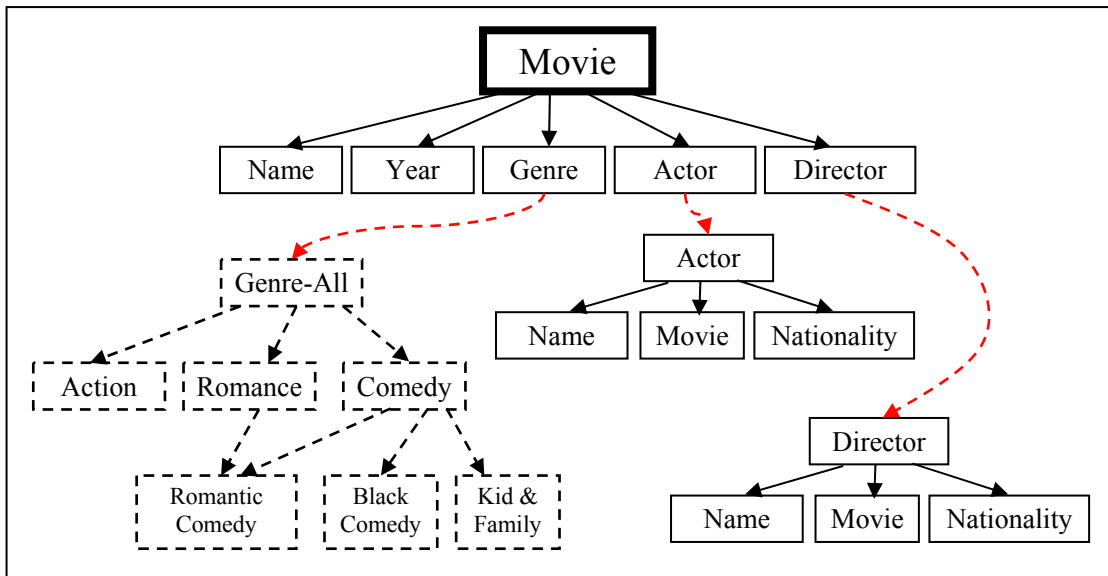 Movie
Name
Year
Genre
Actor
Director
Genre-All
Actor
Name
Movie
Nationality
Action
Romance
Comedy
Director
Romantic
Comedy
Black
Comedy
Kid &
Family
Name
Movie
Nationality